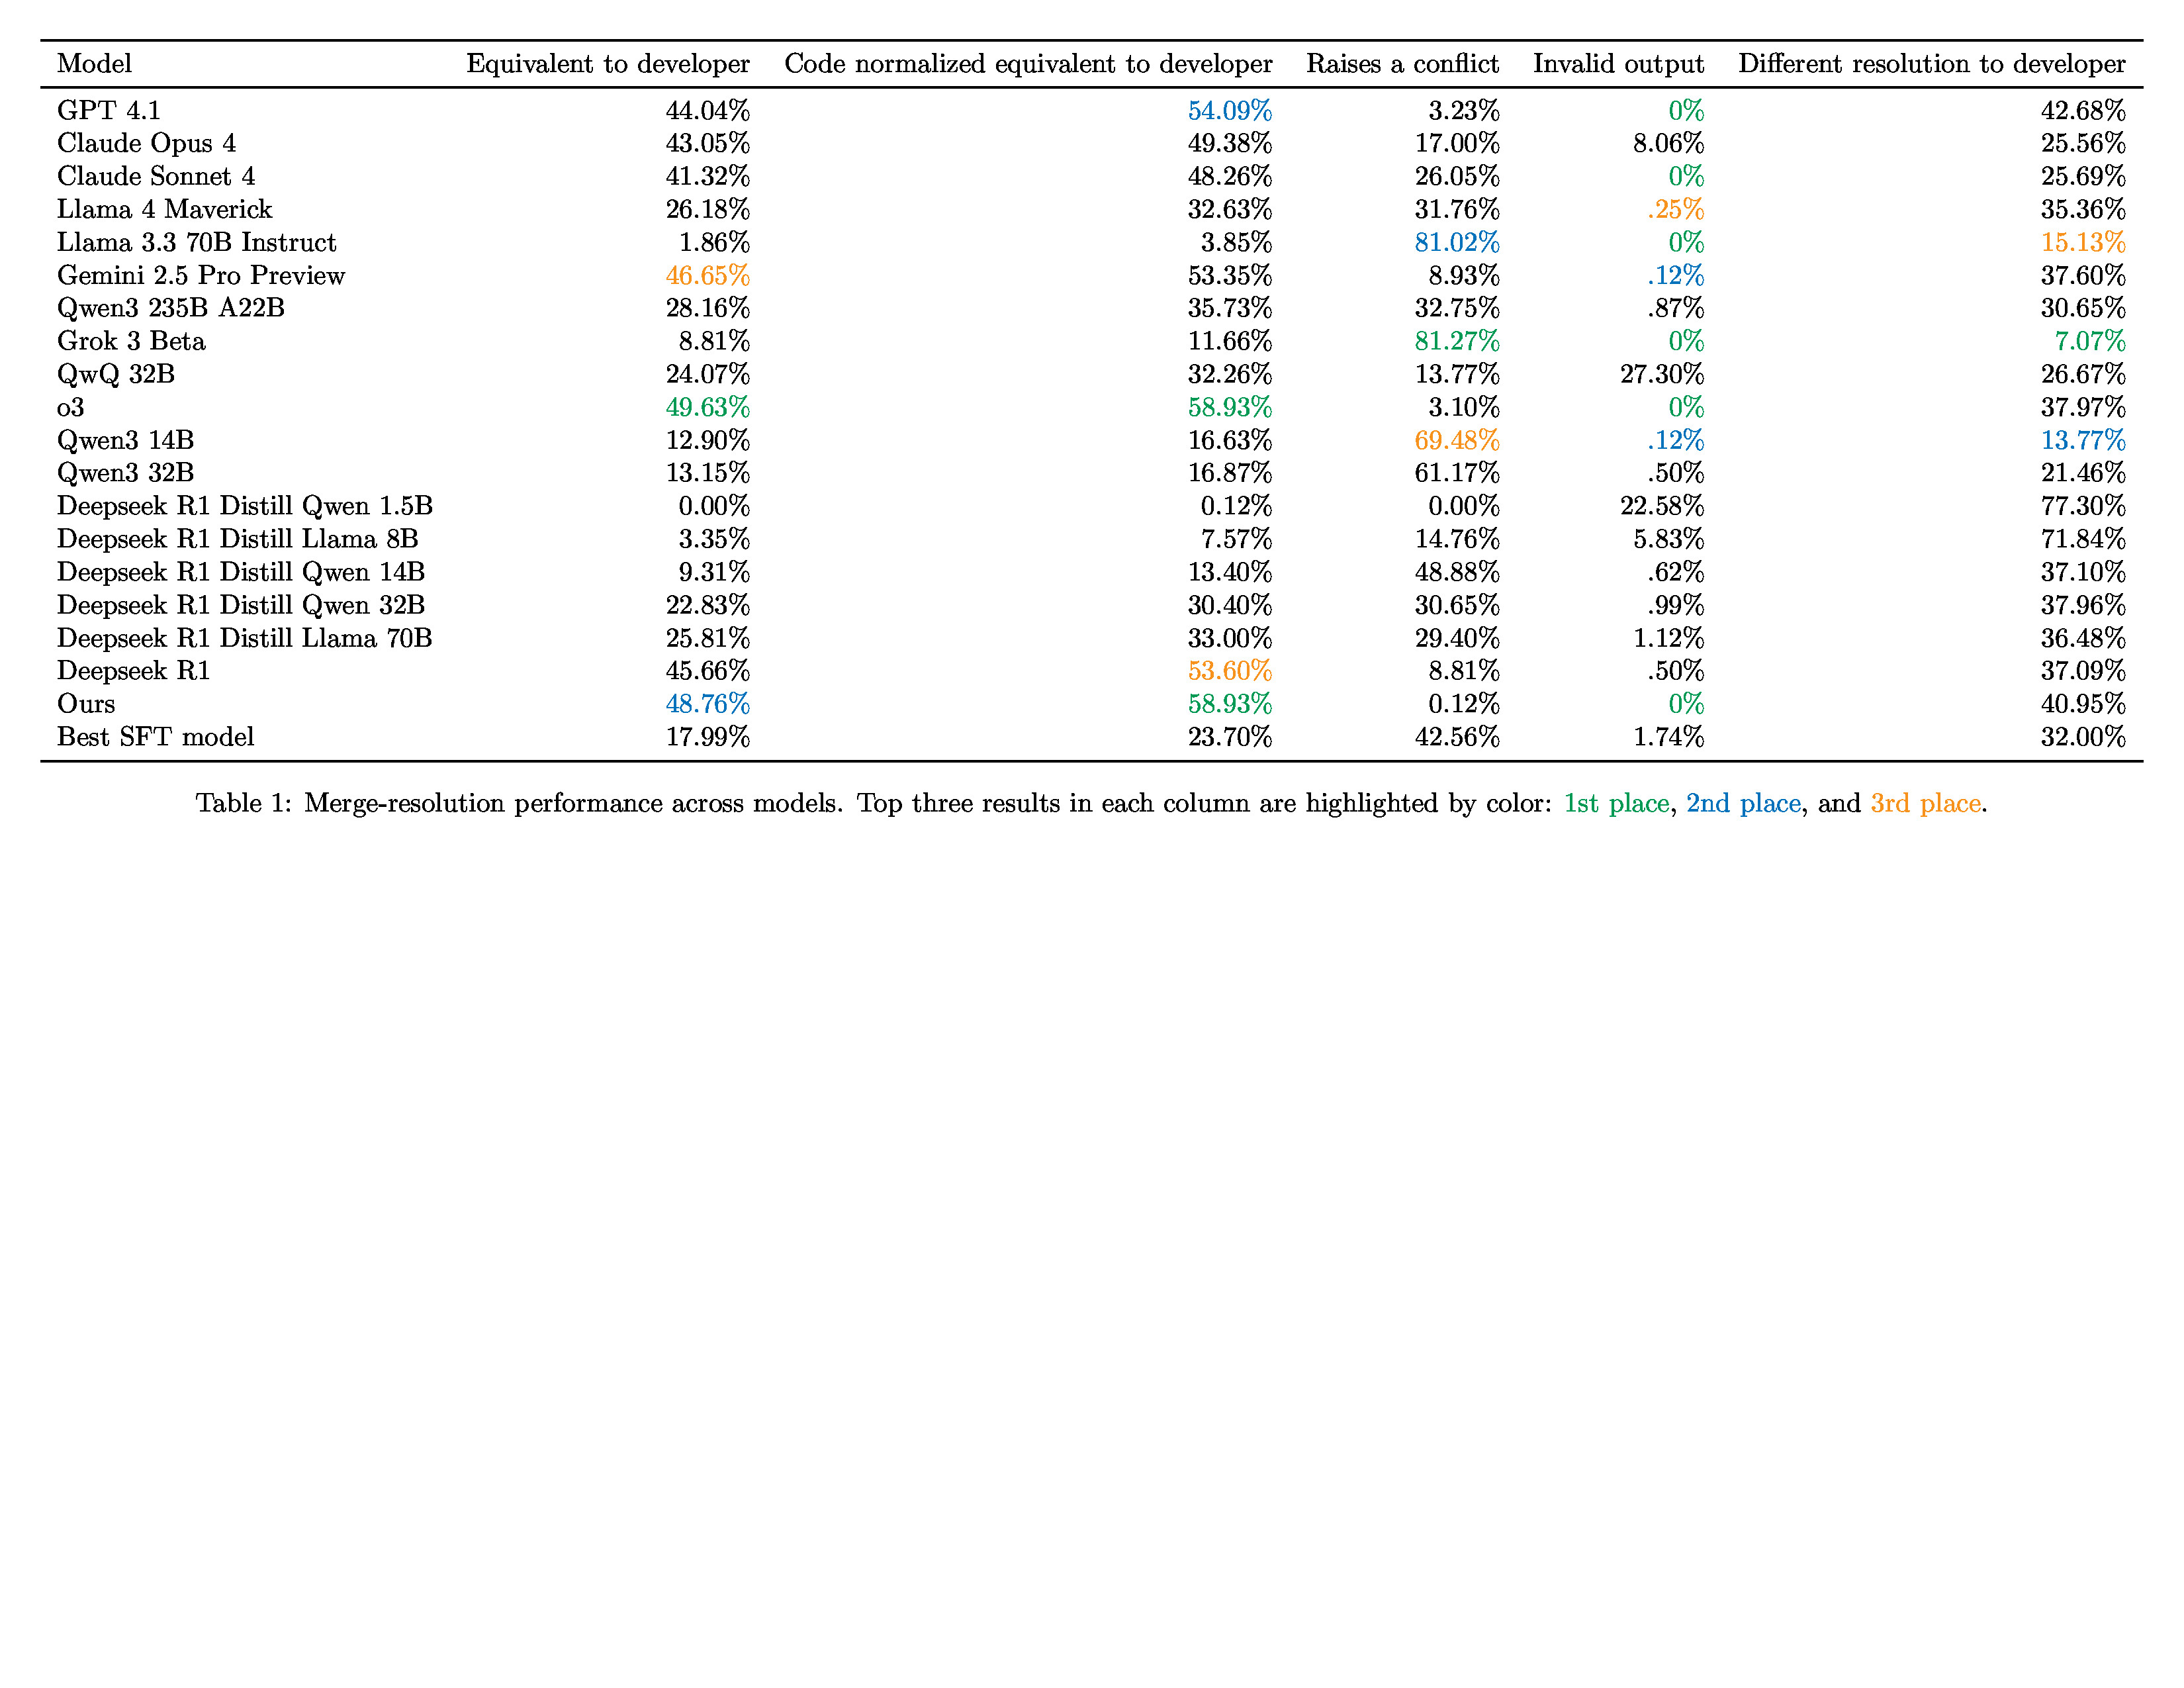 Model Equivalent to developer Code normalized equivalent to developer Raises a conflict Invalid output Different resolution to developer
GPT 4.1 44.04% 54.09% 3.23% 0% 42.68%
Claude Opus 4 43.05% 49.38% 17.00% 8.06% 25.56%
Claude Sonnet 4 41.32% 48.26% 26.05% 0% 25.69%
Llama 4 Maverick 26.18% 32.63% 31.76% .25% 35.36%
Llama 3.3 70B Instruct 1.86% 3.85% 81.02% 0% 15.13%
Gemini 2.5 Pro Preview 46.65% 53.35% 8.93% .12% 37.60%
Qwen3 235B A22B 28.16% 35.73% 32.75% .87% 30.65%
Grok 3 Beta 8.81% 11.66% 81.27% 0% 7.07%
QwQ 32B 24.07% 32.26% 13.77% 27.30% 26.67%
o3 49.63% 58.93% 3.10% 0% 37.97%
Qwen3 14B 12.90% 16.63% 69.48% .12% 13.77%
Qwen3 32B 13.15% 16.87% 61.17% .50% 21.46%
Deepseek R1 Distill Qwen 1.5B 0.00% 0.12% 0.00% 22.58% 77.30%
Deepseek R1 Distill Llama 8B 3.35% 7.57% 14.76% 5.83% 71.84%
Deepseek R1 Distill Qwen 14B 9.31% 13.40% 48.88% .62% 37.10%
Deepseek R1 Distill Qwen 32B 22.83% 30.40% 30.65% .99% 37.96%
Deepseek R1 Distill Llama 70B 25.81% 33.00% 29.40% 1.12% 36.48%
Deepseek R1 45.66% 53.60% 8.81% .50% 37.09%
Ours 48.76% 58.93% 0.12% 0% 40.95%
Best SFT model 17.99% 23.70% 42.56% 1.74% 32.00%
Table 1: Merge-resolution performance across models. Top three results in each column are highlighted by color: 1st place, 2nd place, and 3rd place.